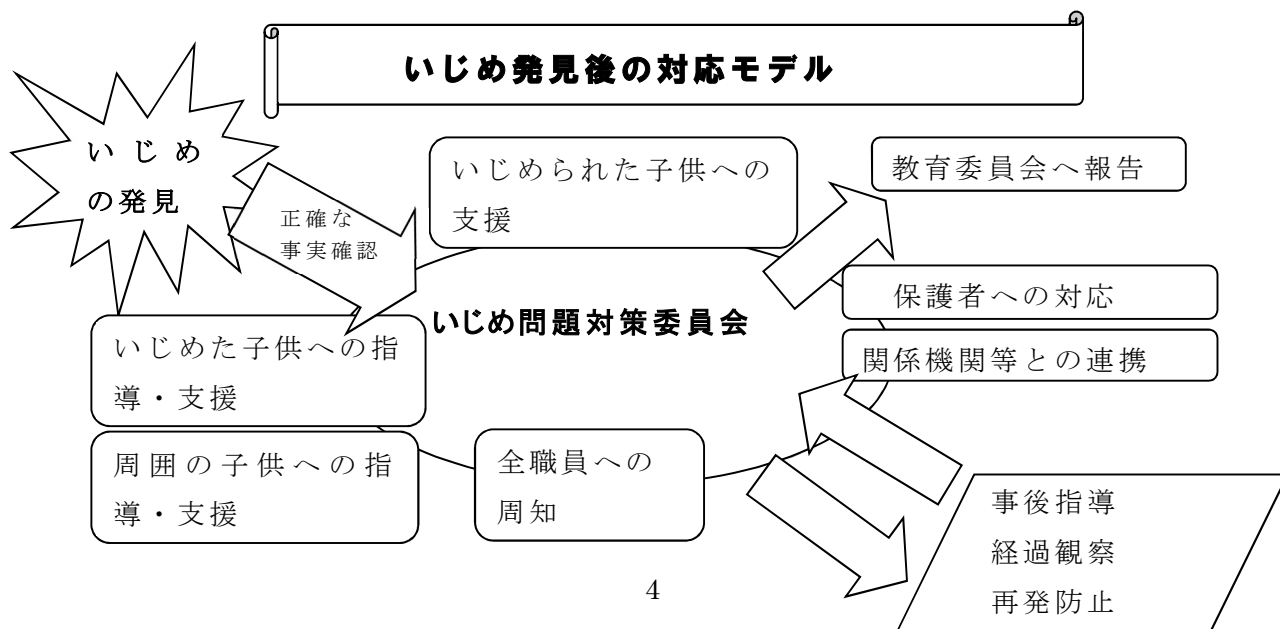 いじめ発見後の対応モデル
いじめ
の発見
正確な
事実確認
いじめられた子供への
支援
教育委員会へ報告
保護者への対応
関係機関等との連携
いじめ問題対策委員会
いじめた子供への指
導・支援
周囲の子供への指
導・支援
全職員への
周知
事後指導
経過観察
再発防止
4